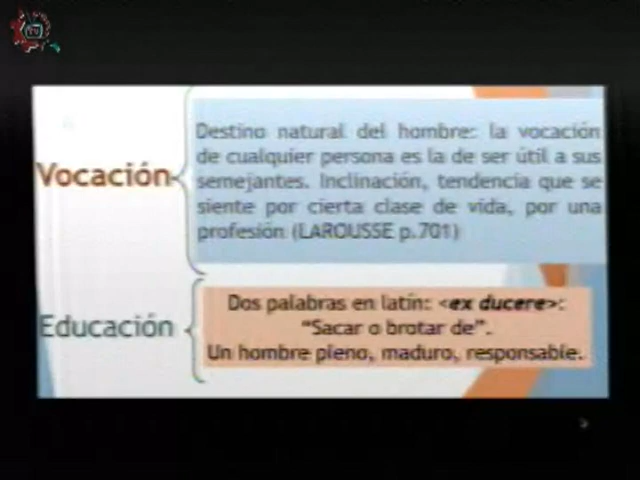 TV
Destino natural del hombre: la vocación
de cualquier persona es la de ser útil a sus
Vocación
semejantes. Inclinación, tendencia que se
siente por cierta clase de vida, por una
profesión (LAROUSSE p.701)
Dos palabras en latín: <ex ducere>:
Educación
"Sacar o brotar de".
Un hombre pleno, maduro, responsable.